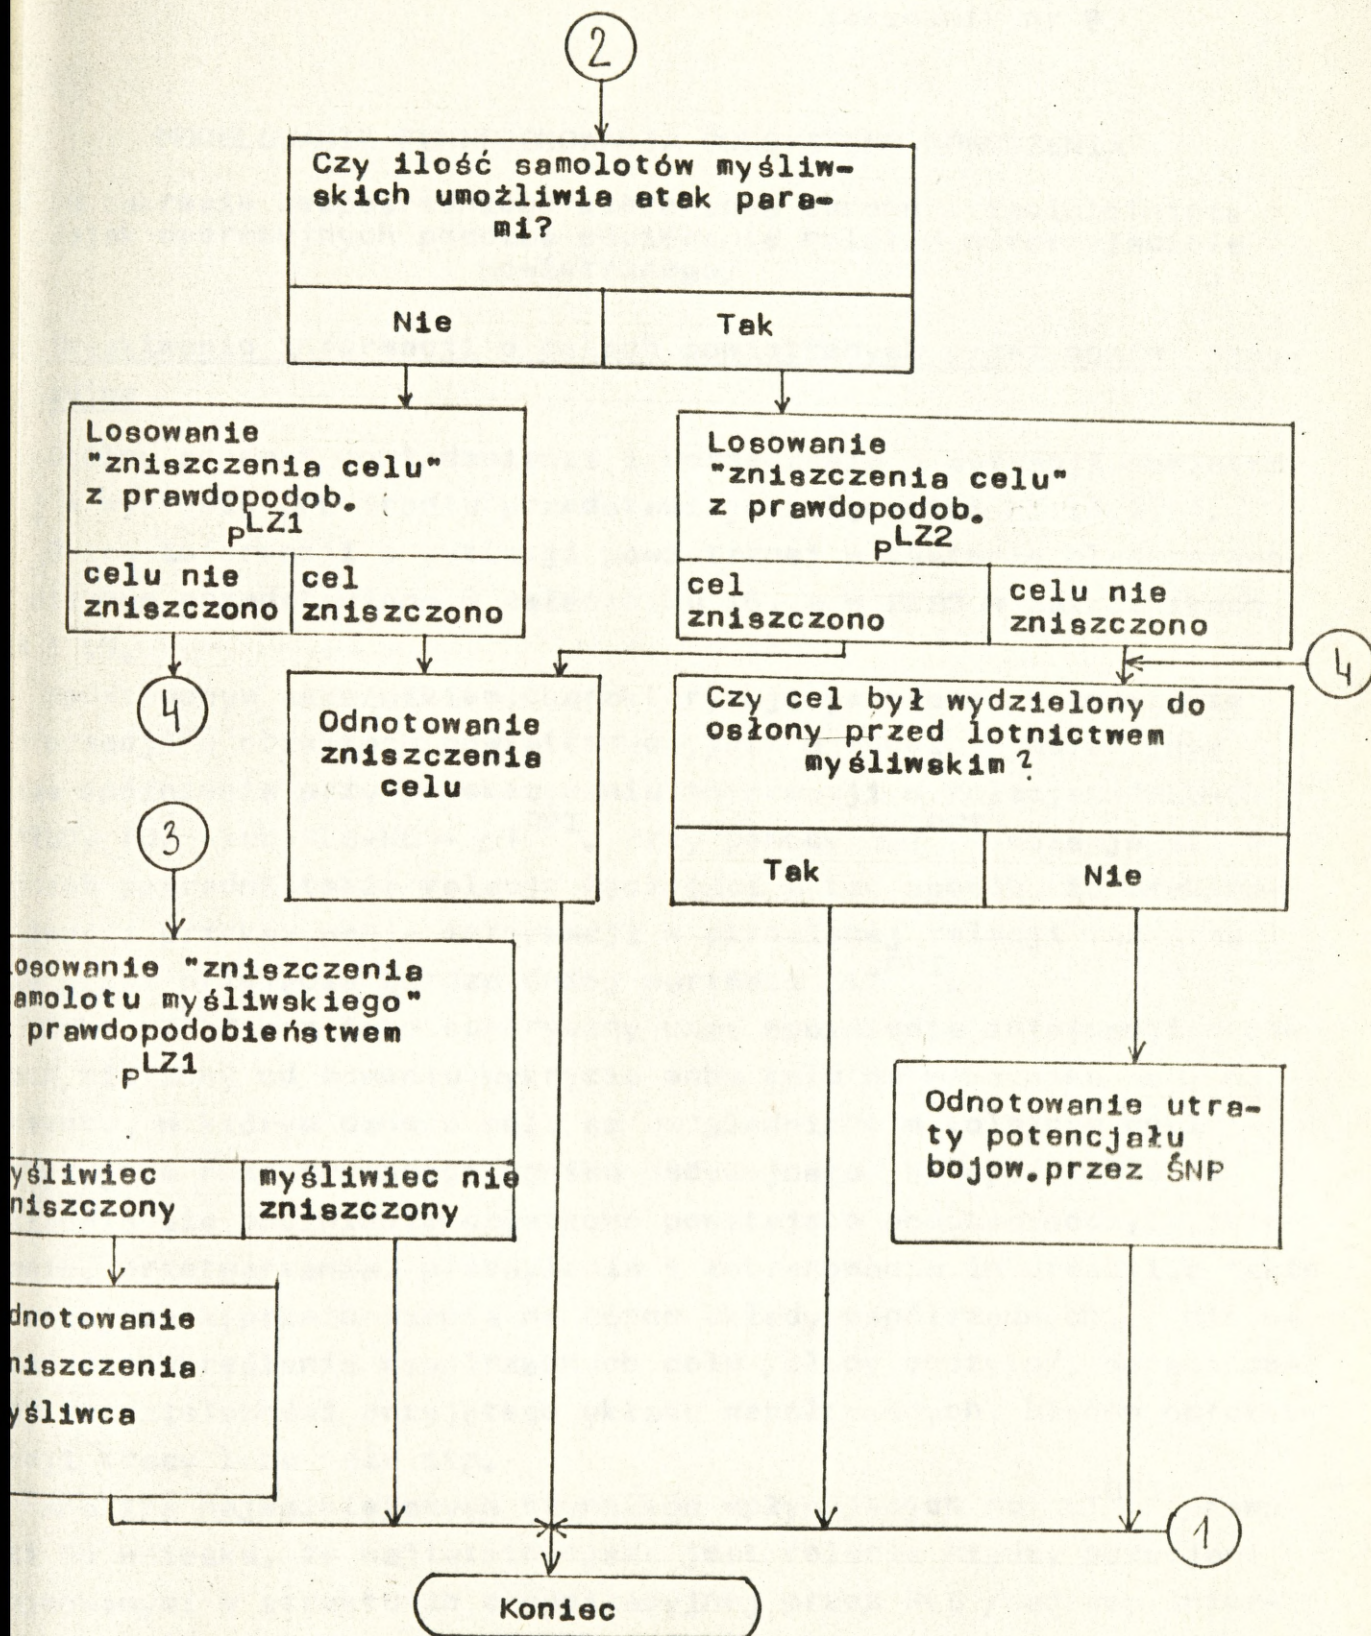 2
Czy ilość samolotów myśliw-
skich umożliwia atak para-
mi?
Nie
Tak
Losowanie
"zniszczenia celu"
z prawdopodob.
pLZ1
celu nie
zniszczono
cel
zniszczono
Losowanie
"zniszczenia celu"
z prawdopodob.
pLZ2
cel
zniszczono
celu nie
zniszczono
4
4
Odnotowanie
zniszczenia
celu
Czy cel był wydzielony do
osłony przed lotnictwem
myśliwskim?
Tak
Nie
3
osowanie "zniszczenia
amolotu myśliwskiego"
prawdopodobieństwem
pLZ1
yśliwiec
niszczony
myśliwiec nie
zniszczony
Odnotowanie utra-
ty potencjału
bojow.przez ŚNP
dnotowanie
niszczenia
yśliwca
1
Koniec